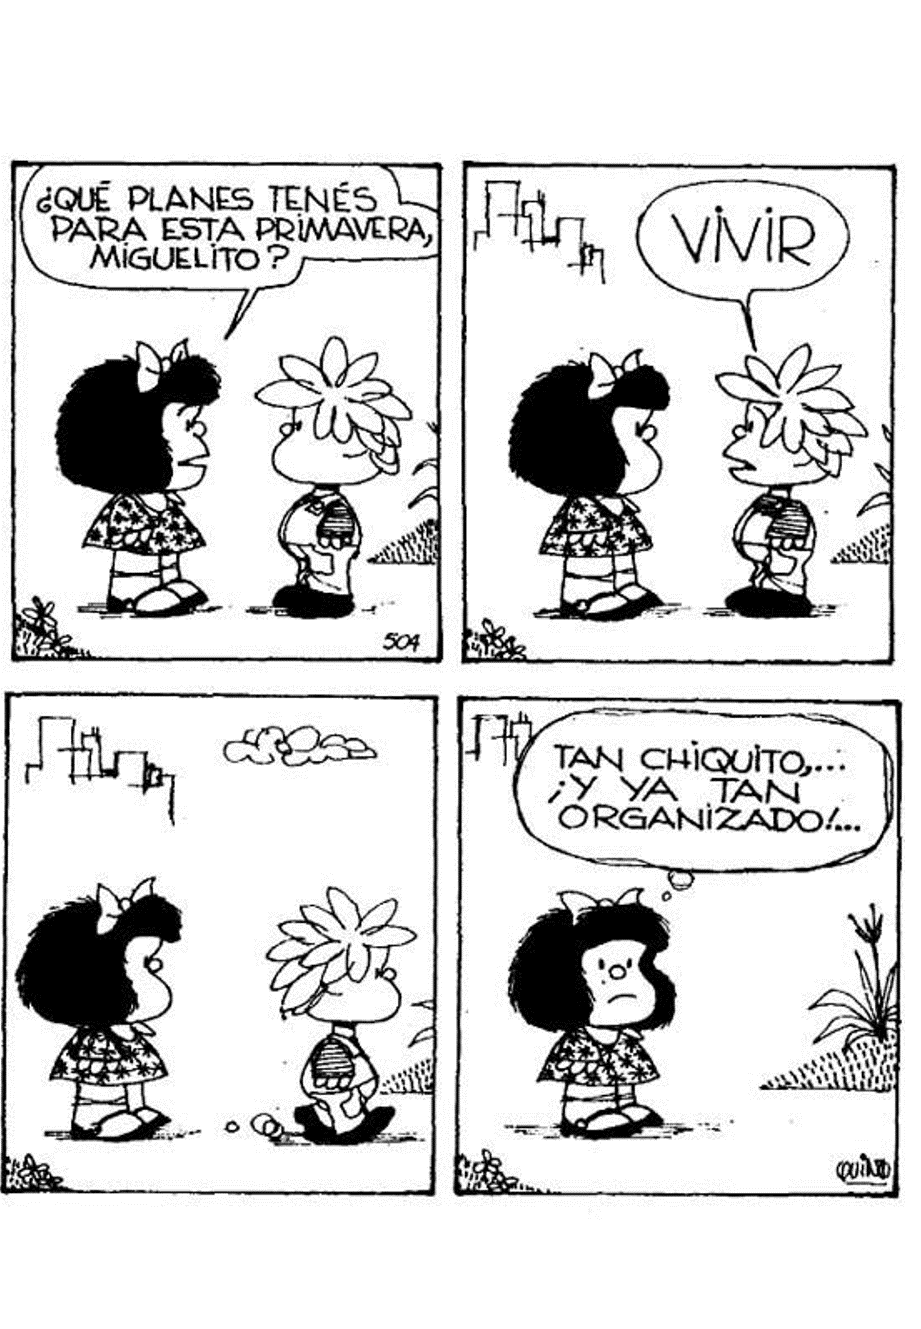 ¿QUÉ PLANES TENÉS
PARA ESTA PRIMAVERA,
MIGUELITO?
504
VIVIR
TAN CHIQUITO,...
¡Y YA TAN
ORGANIZADO!...
QUINO